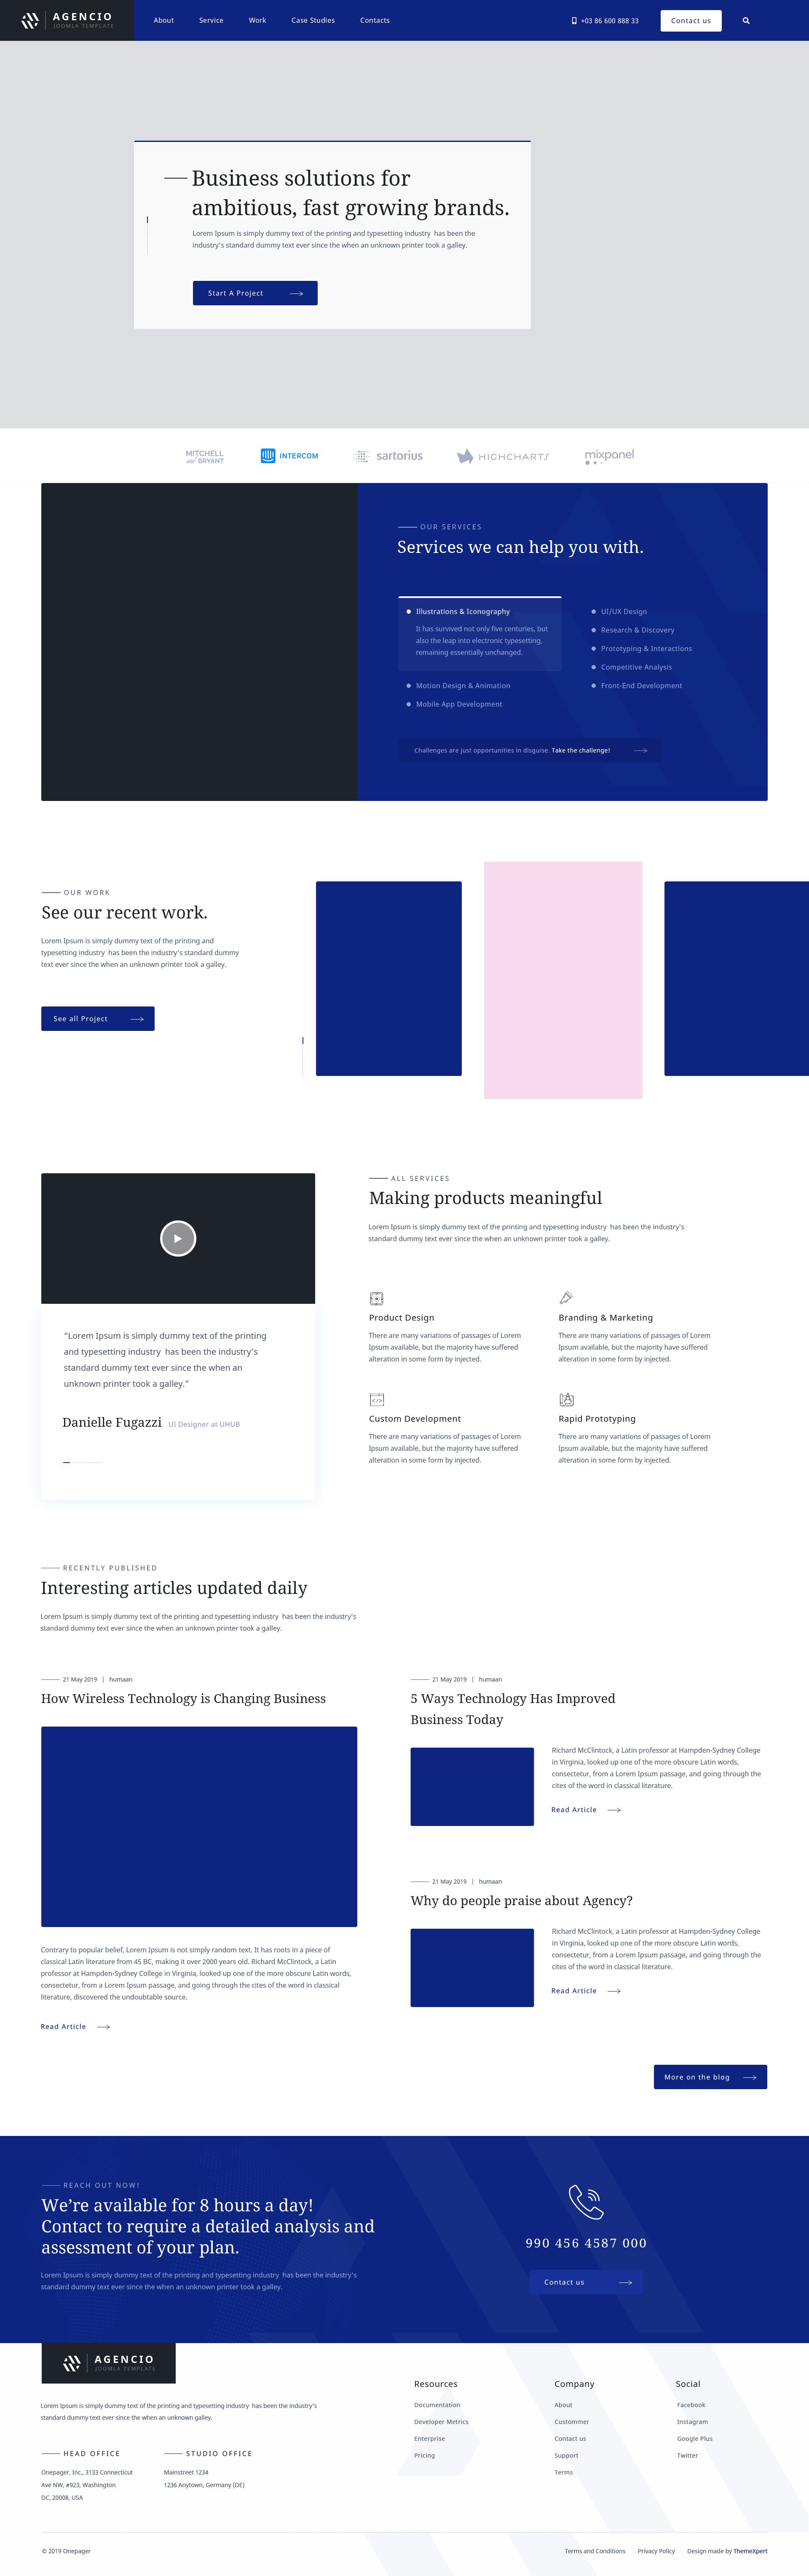 AGENCIO
JOOMLA TEMPLATE
About
Service
Work
Case Studies
Contacts
+03 86 600 888 33
Contact us
Business solutions for
ambitious, fast growing brands.
Lorem Ipsum is simply dummy text of the printing and typesetting industry  has been the
industry's standard dummy text ever since the when an unknown printer took a galley.
Start A Project
MITCHELL
and BRYANT
INTERCOM
sartorius
HIGHCHARTS
mixpanel
OUR SERVICES
Services we can help you with.
Illustrations & Iconography
It has survived not only five centuries, but
also the leap into electronic typesetting,
remaining essentially unchanged.
Motion Design & Animation
Mobile App Development
UI/UX Design
Research & Discovery
Prototyping & Interactions
Competitive Analysis
Front-End Development
Challenges are just opportunities in disguise. Take the challenge!
OUR WORK
See our recent work.
Lorem Ipsum is simply dummy text of the printing and
typesetting industry  has been the industry's standard dummy
text ever since the when an unknown printer took a galley.
See all Project
"Lorem Ipsum is simply dummy text of the printing
and typesetting industry  has been the industry's
standard dummy text ever since the when an
unknown printer took a galley."
Danielle Fugazzi
UI Designer at UHUB
ALL SERVICES
Making products meaningful
Lorem Ipsum is simply dummy text of the printing and typesetting industry  has been the industry's
standard dummy text ever since the when an unknown printer took a galley.
Product Design
There are many variations of passages of Lorem
Ipsum available, but the majority have suffered
alteration in some form by injected.
Branding & Marketing
There are many variations of passages of Lorem
Ipsum available, but the majority have suffered
alteration in some form by injected.
Custom Development
There are many variations of passages of Lorem
Ipsum available, but the majority have suffered
alteration in some form by injected.
Rapid Prototyping
There are many variations of passages of Lorem
Ipsum available, but the majority have suffered
alteration in some form by injected.
RECENTLY PUBLISHED
Interesting articles updated daily
Lorem Ipsum is simply dummy text of the printing and typesetting industry  has been the industry's
standard dummy text ever since the when an unknown printer took a galley.
21 May 2019 | humaan
How Wireless Technology is Changing Business
Contrary to popular belief, Lorem Ipsum is not simply random text. It has roots in a piece of
classical Latin literature from 45 BC, making it over 2000 years old. Richard McClintock, a Latin
professor at Hampden-Sydney College in Virginia, looked up one of the more obscure Latin words,
consectetur, from a Lorem Ipsum passage, and going through the cites of the word in classical
literature, discovered the undoubtable source.
Read Article
21 May 2019 | humaan
5 Ways Technology Has Improved
Business Today
Richard McClintock, a Latin professor at Hampden-Sydney College
in Virginia, looked up one of the more obscure Latin words,
consectetur, from a Lorem Ipsum passage, and going through the
cites of the word in classical literature.
Read Article
21 May 2019 | humaan
Why do people praise about Agency?
Richard McClintock, a Latin professor at Hampden-Sydney College
in Virginia, looked up one of the more obscure Latin words,
consectetur, from a Lorem Ipsum passage, and going through the
cites of the word in classical literature.
Read Article
More on the blog
REACH OUT NOW!
We're available for 8 hours a day!
Contact to require a detailed analysis and
assessment of your plan.
Lorem Ipsum is simply dummy text of the printing and typesetting industry  has been the industry's
standard dummy text ever since the when an unknown printer took a galley.
990 456 4587 000
Contact us
AGENCIO
JOOMLA TEMPLATE
Lorem Ipsum is simply dummy text of the printing and typesetting industry  has been the industry's
standard dummy text ever since the when an unknown galley.
HEAD OFFICE
Onepager. Inc,, 3133 Connecticut
Ave NW, #923, Washington
DC, 20008, USA
STUDIO OFFICE
Mainstreet 1234
1236 Anytown, Germany (DE)
Resources
Documentation
Developer Metrics
Enterprise
Pricing
Company
About
Custommer
Contact us
Support
Terms
Social
Facebook
Instagram
Google Plus
Twitter
© 2019 Onepager
Terms and Conditions
Privacy Policy
Design made by ThemeXpert